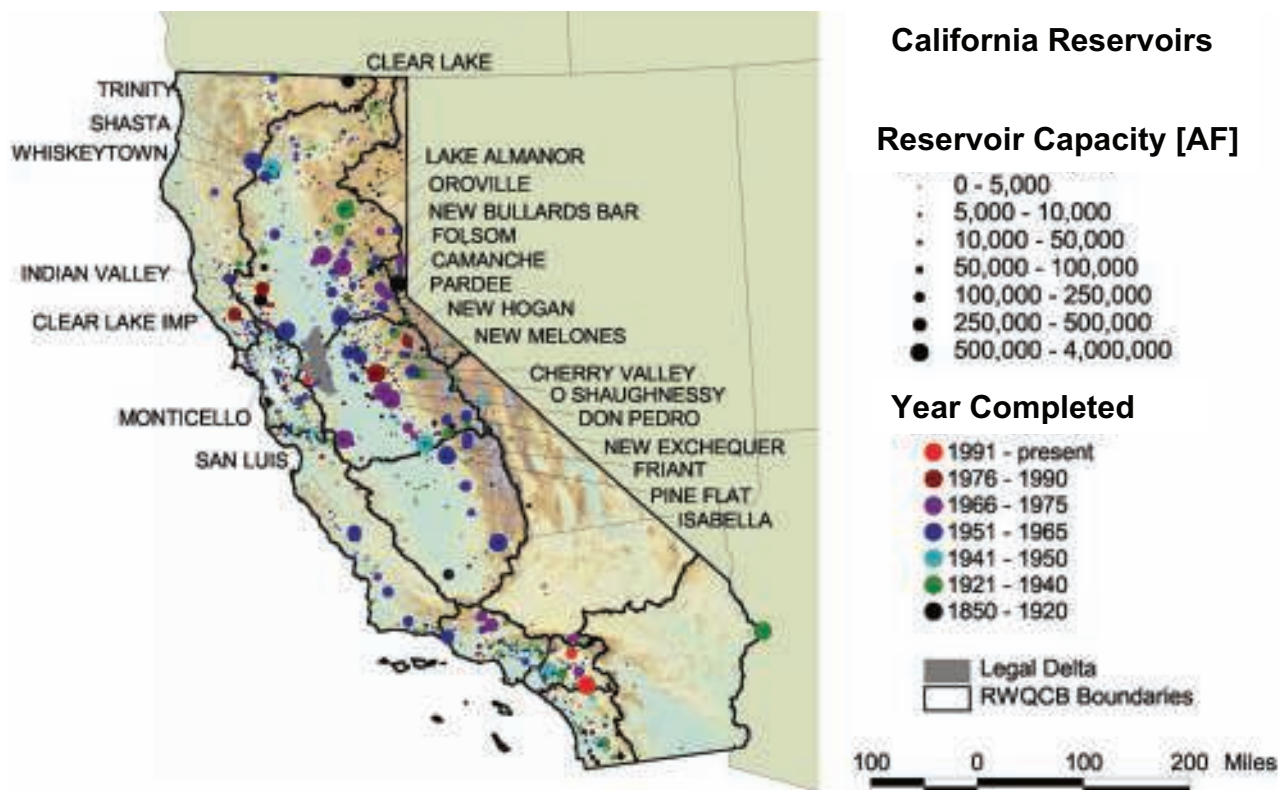 CLEAR LAKE
TRINITY
SHASTA
WHISKEYTOWN
LAKE ALMANOR
OROVILLE
NEW BULLARDS BAR
FOLSOM
CAMANCHE
PARDEE
NEW HOGAN
NEW MELONES
INDIAN VALLEY
CLEAR LAKE IMP
CHERRY VALLEY
O SHAUGHNESSY
DON PEDRO
NEW EXCHEQUER
FRIANT
PINE FLAT
ISABELLA
MONTICELLO
SAN LUIS
California Reservoirs
Reservoir Capacity [AF]
0 - 5,000
5,000 - 10,000
10,000 - 50,000
50,000 - 100,000
100,000 - 250,000
250,000 - 500,000
500,000 - 4,000,000
Year Completed
1991 - present
1976 - 1990
1966 - 1975
1951 - 1965
1941 - 1950
1921 - 1940
1850 - 1920
Legal Delta
RWQCB Boundaries
100 0 100 200 Miles